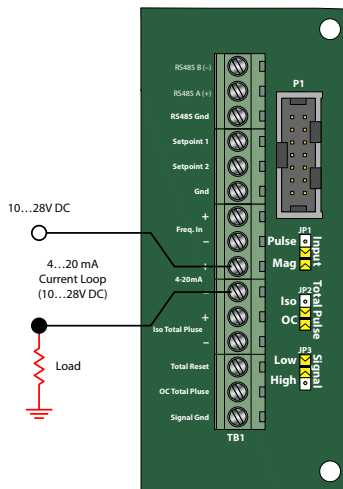 RS485 B (–)
RS485 A (+)
RS485 Gnd
Setpoint 1
Setpoint 2
Gnd
+
Freq. In
–
+
4-20mA
–
+
Iso Total Pluse
–
Total Reset
OC Total Pluse
Signal Gnd
TB1
P1
JP1
Pulse
Mag
Input
JP2
Iso
OC
Total Pulse
JP3
Low
High
Signal
10…28V DC
4…20 mA
Current Loop
(10…28V DC)
Load